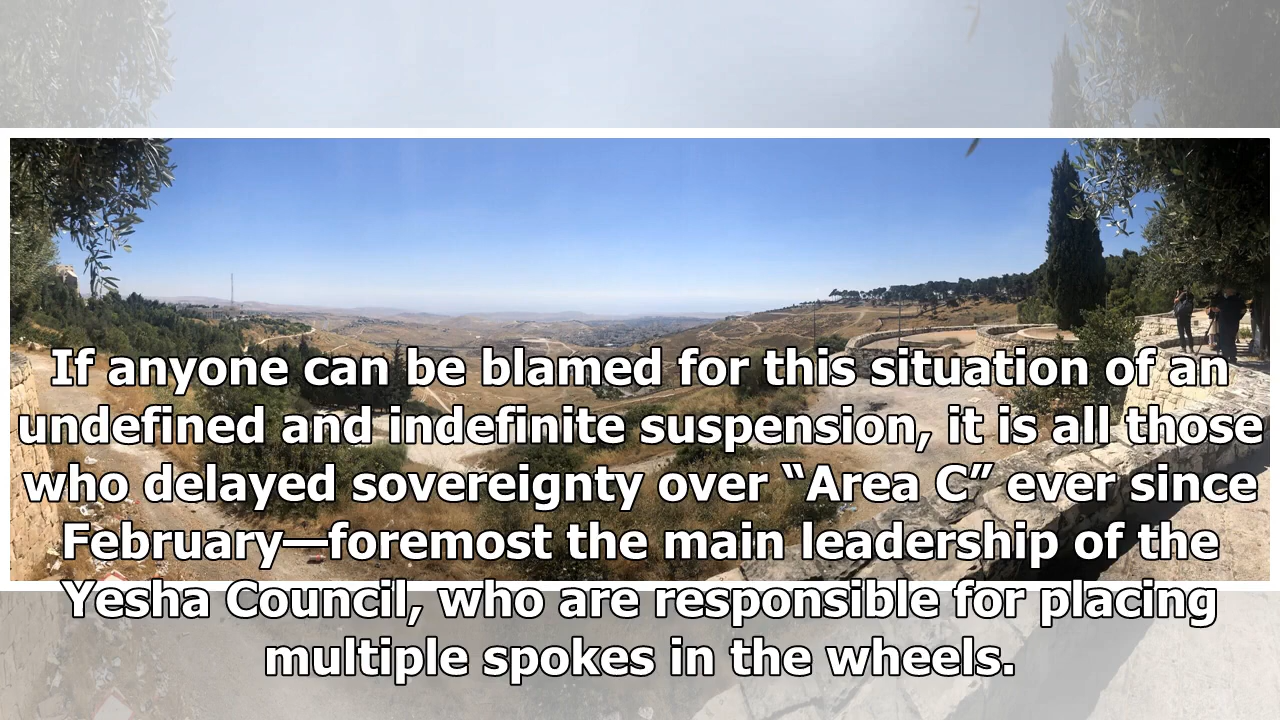 If anyone can be blamed for this situation of an
undefined and indefinite suspension, it is all those
who delayed sovereignty over “Area C” ever since
February—foremost the main leadership of the
Yesha Council, who are responsible for placing
multiple spokes in the wheels.